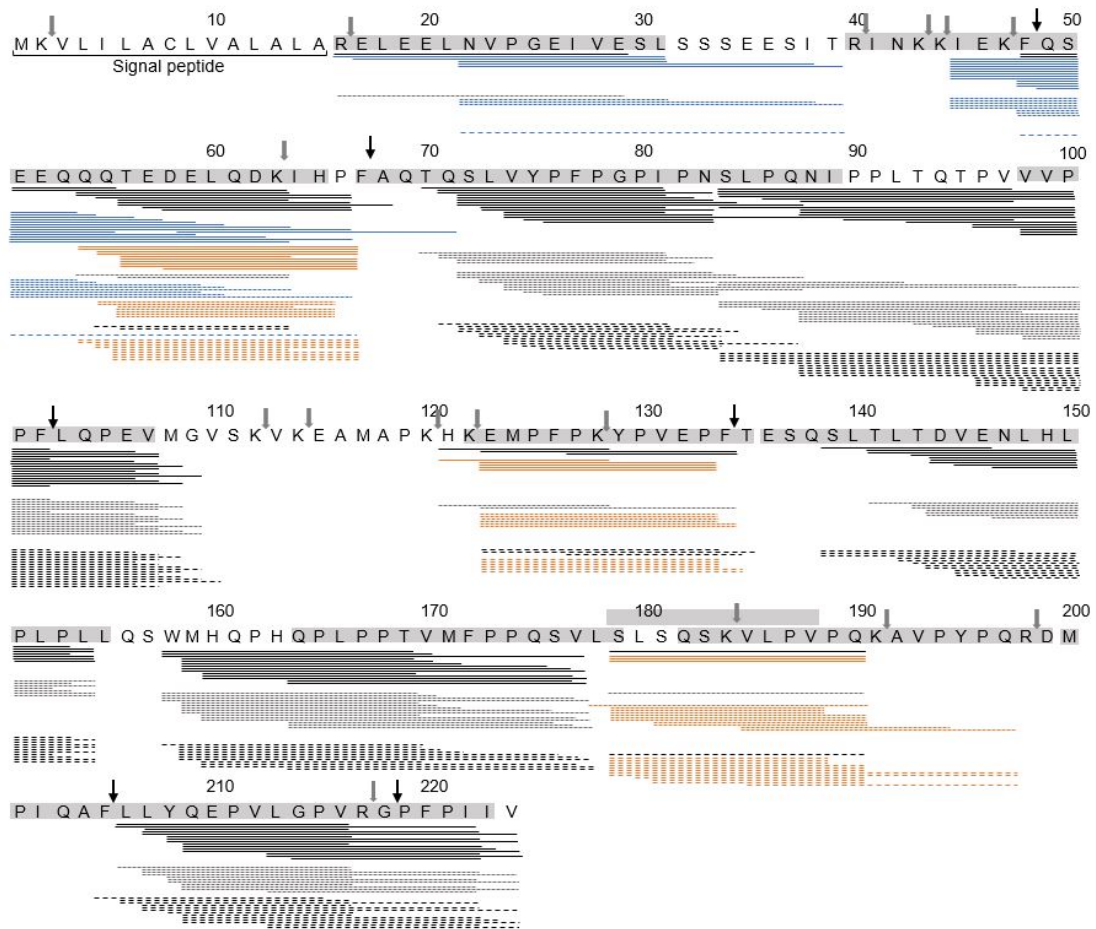 10 20 30 40 50
M K V L I L A C L V A L A L A R E L E E L N V P G E I V E S L S S S E E S I T R I N K K I E K F Q S
Signal peptide
60 70 80 90 100
E E Q Q Q T E D E L Q D K I H P F A Q T Q S L V Y P F P G P I P N S L P Q N I P P L T Q T P V V V P
110 120 130 140 150
P F L Q P E V M G V S K V K E A M A P K H K E M P F P K Y P V E P F T E S Q S L T L T D V E N L H L
160 170 180 190 200
P L P L L Q S W M H Q P H Q P L P P T V M F P P Q S V L S L S Q S K V L P V P Q K A V P Y P Q R D M
210 220
P I Q A F L L Y Q E P V L G P V R G P F P I I V